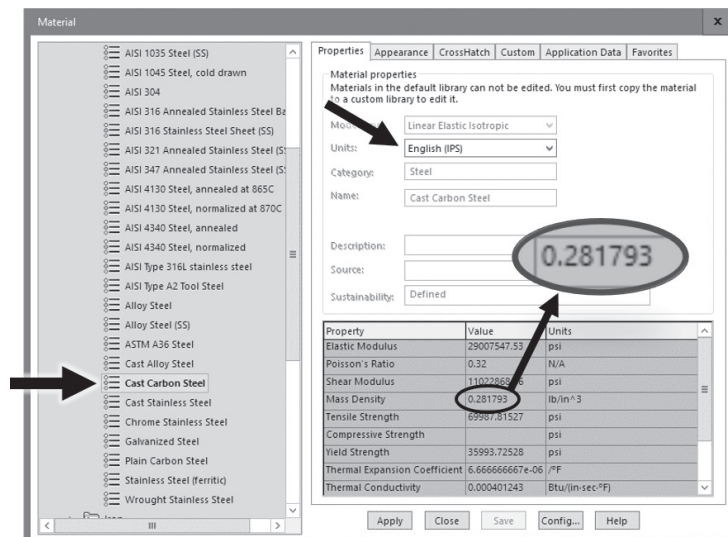 Material
x
AISI 1035 Steel (SS)
AISI 1045 Steel, cold drawn
AISI 304
AISI 316 Annealed Stainless Steel Ba
AISI 316 Stainless Steel Sheet (SS)
AISI 321 Annealed Stainless Steel (S
AISI 347 Annealed Stainless Steel (S
AISI 4130 Steel, annealed at 865C
AISI 4130 Steel, normalized at 870C
AISI 4340 Steel, annealed
AISI 4340 Steel, normalized
AISI Type 316L stainless steel
AISI Type A2 Tool Steel
Alloy Steel
Alloy Steel (SS)
ASTM A36 Steel
Cast Alloy Steel
Cast Carbon Steel
Cast Stainless Steel
Chrome Stainless Steel
Galvanized Steel
Plain Carbon Steel
Stainless Steel (ferritic)
Wrought Stainless Steel
Properties Appearance CrossHatch Custom Application Data Favorites
Material properties
Materials in the default library can not be edited. You must first copy the material
to a custom library to edit it.
Linear Elastic Isotropic
Units: English (IPS)
Category: Steel
Name: Cast Carbon Steel
Description:
0.281793
Source:
Sustainability: Defined
Property Value Units
Elastic Modulus 29007547.53 psi
Poisson's Ratio 0.32 N/A
Shear Modulus psi
Mass Density 0.281793 lb/in^3
Tensile Strength 69987.81527 psi
Compressive Strength psi
Yield Strength 35993.72528 psi
Thermal Expansion Coefficient 6.666666667e-06 /°F
Thermal Conductivity 0.000401243 Btu/(in·sec·°F)
Apply Close Save Config... Help